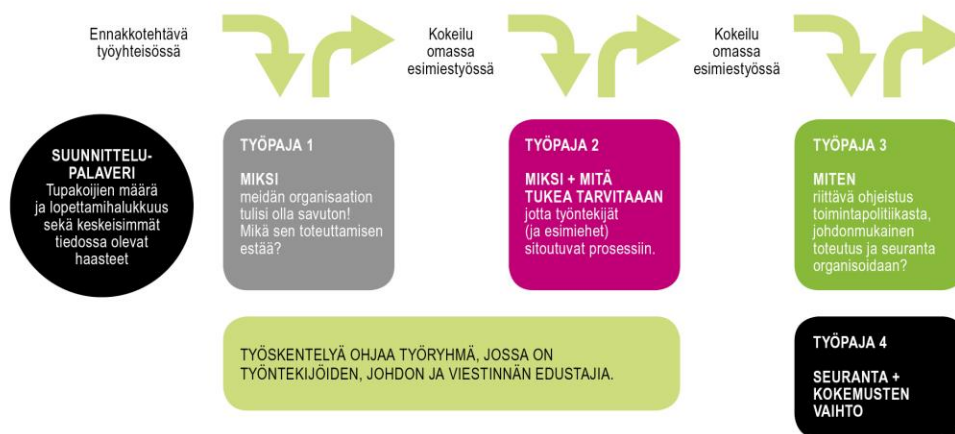 Ennakkotehtävä
työyhteisössä
Kokeilu
omassa
esimiestyössä
Kokeilu
omassa
esimiestyössä
SUUNNITTELU-
PALAVERI
Tupakoijien määrä
ja lopettamihalukkuus
sekä keskeisimmät
tiedossa olevat
haasteet
TYÖPAJA 1
MIKSI
meidän organisaation
tulisi olla savuton!
Mikä sen toteuttamisen
estää?
TYÖPAJA 2
MIKSI + MITÄ
TUKEA TARVITAAAN
jotta työntekijät
(ja esimiehet)
sitoutuvat prosessiin.
TYÖPAJA 3
MITEN
riittävä ohjeistus
toimintapolitiikasta,
johdonmukainen
toteutus ja seuranta
organisoidaan?
TYÖSKENTELYÄ OHJAA TYÖRYHMÄ, JOSSA ON
TYÖNTEKIJÖIDEN, JOHDON JA VIESTINNÄN EDUSTAJIA.
TYÖPAJA 4
SEURANTA +
KOKEMUSTEN
VAIHTO